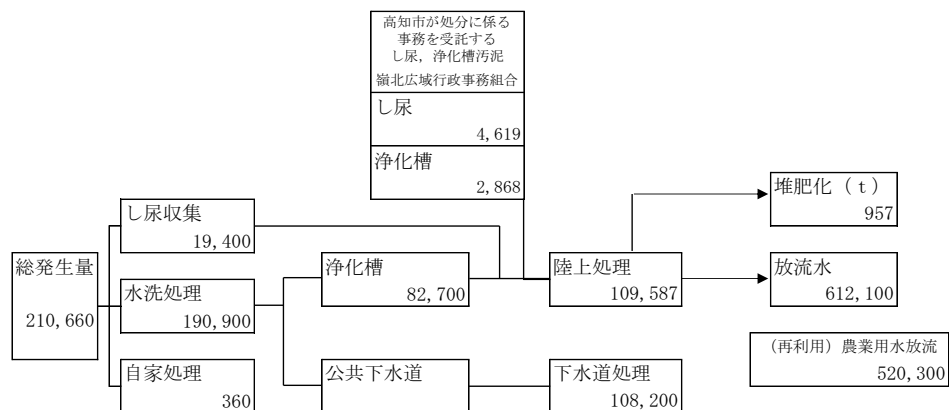 高知市が処分に係る
事務を受託する
し尿，浄化槽汚泥
嶺北広域行政事務組合
し尿
4,619
浄化槽
2,868
堆肥化（ｔ）
957
し尿収集
19,400
総発生量
210,660
水洗処理
190,900
浄化槽
82,700
陸上処理
109,587
放流水
612,100
（再利用）農業用水放流
520,300
自家処理
360
公共下水道
下水道処理
108,200